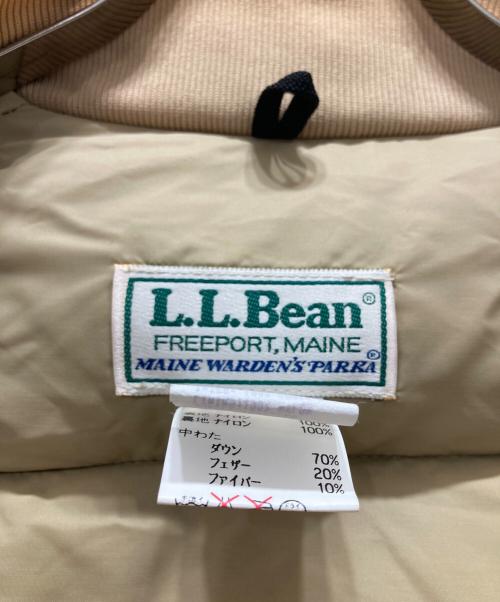 L.L.Bean®
FREEPORT, MAINE
MAINE WARDEN'S PARKA®
100%
裏地 ナイロン 100%
中わた
ダウン 70%
フェザー 20%
ファイバー 10%